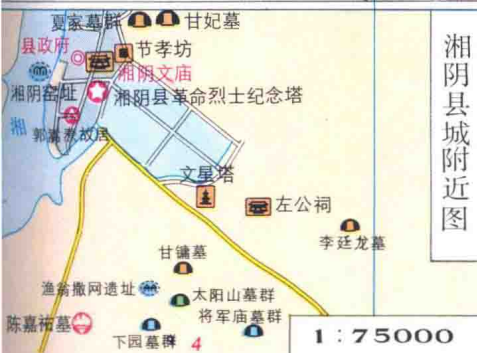 夏家墓群
甘妃墓
县政府
节孝坊
湘阴文庙
湘阴窑址
湘阴县革命烈士纪念塔
湘
郭嵩焘故居
文星塔
左公祠
李廷龙墓
甘镛墓
渔翁撒网遗址
太阳山墓群
将军庙墓群
陈嘉祐墓
下园墓群
4
湘阴县城附近图
1:75000